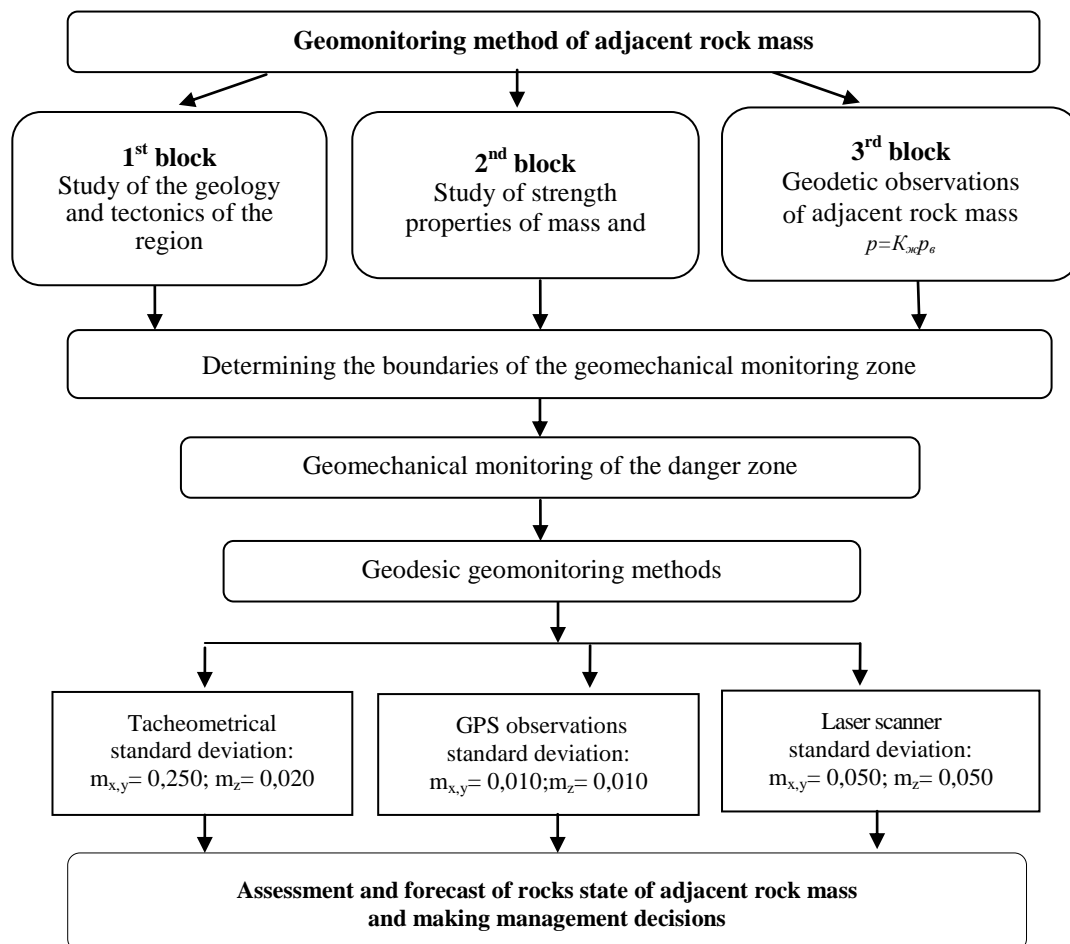 Geomonitoring method of adjacent rock mass
1st block
Study of the geology
and tectonics of the
region
2nd block
Study of strength
properties of mass and
3rd block
Geodetic observations
of adjacent rock mass
p=Kжpв
Determining the boundaries of the geomechanical monitoring zone
Geomechanical monitoring of the danger zone
Geodesic geomonitoring methods
Tacheometrical
standard deviation:
mx,y= 0,250; mz= 0,020
GPS observations
standard deviation:
mx,y= 0,010;mz= 0,010
Laser scanner
standard deviation:
mx,y= 0,050; mz= 0,050
Assessment and forecast of rocks state of adjacent rock mass
and making management decisions